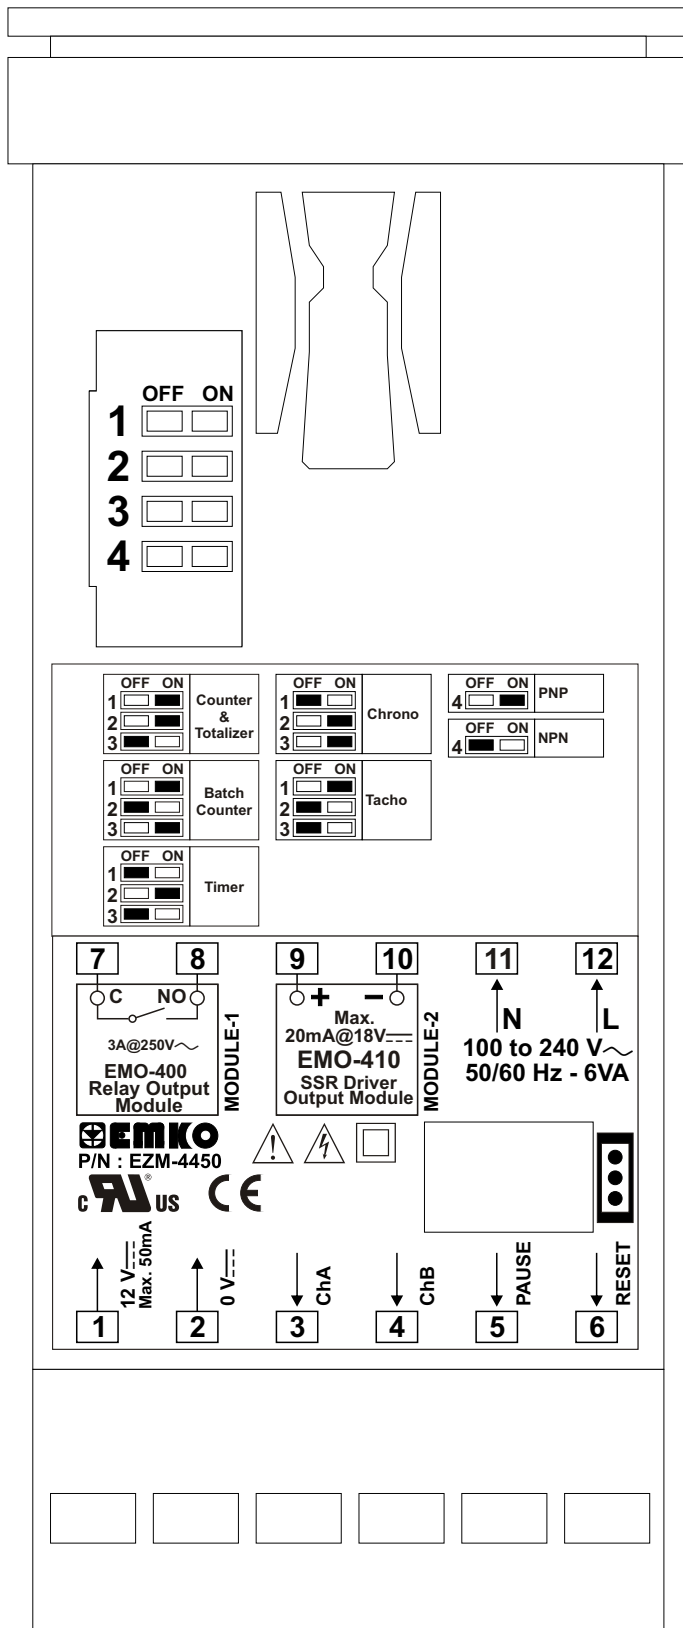 OFF ON
1
2
3
4
OFF ON
1
2
3
Counter
&
Totalizer
OFF ON
1
2
3
Chrono
OFF ON
4
PNP
OFF ON
4
NPN
OFF ON
1
2
3
Batch
Counter
OFF ON
1
2
3
Tacho
OFF ON
1
2
3
Timer
7 8 9 10 11 12
C NO
3A@250V~
EMO-400
Relay Output
Module
MODULE-1
+ −
Max.
20mA@18V⎓
EMO-410
SSR Driver
Output Module
MODULE-2
N L
100 to 240 V~
50/60 Hz - 6VA
EMKO
P/N : EZM-4450
c RU ® US CE
12 V⎓
Max. 50mA
0 V⎓
ChA
ChB
PAUSE
RESET
1 2 3 4 5 6